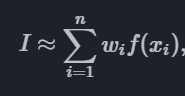 I ≈ ∑_{i=1}^{n} w_i f(x_i),